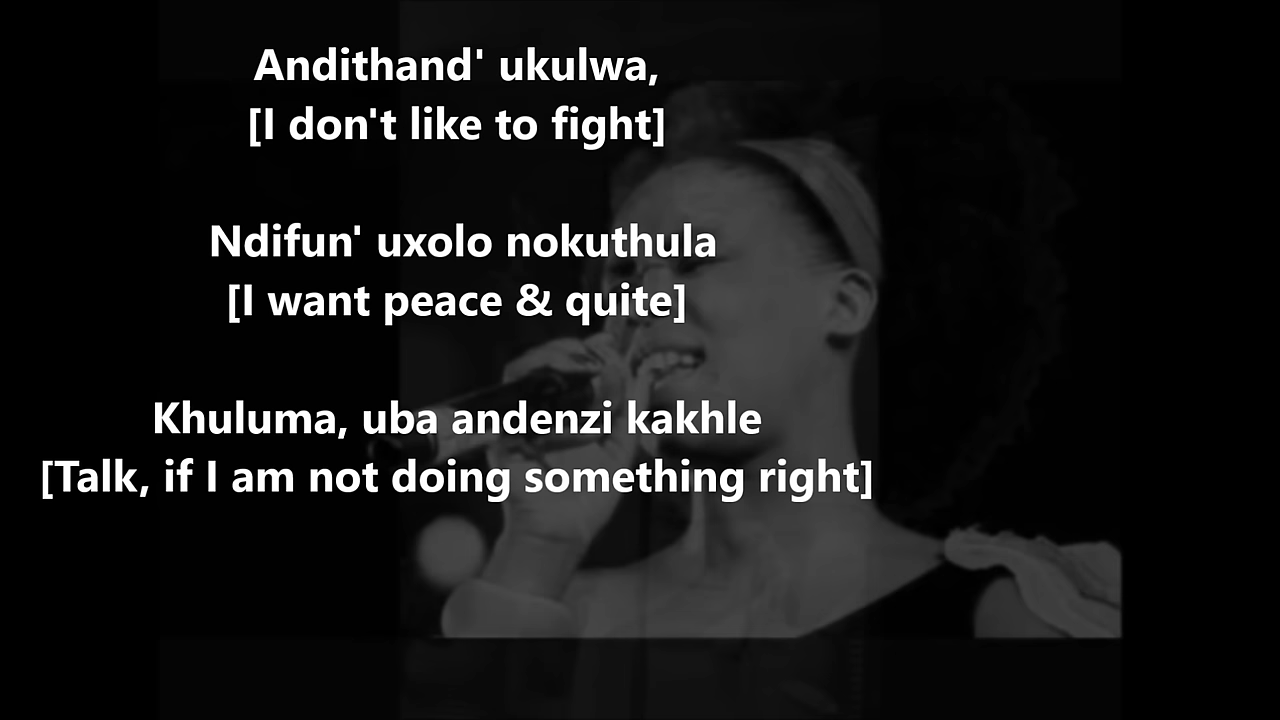 Andithand' ukulwa,
[I don't like to fight]
Ndifun' uxolo nokuthula
[I want peace & quite]
Khuluma, uba andenzi kakhle
[Talk, if I am not doing something right]